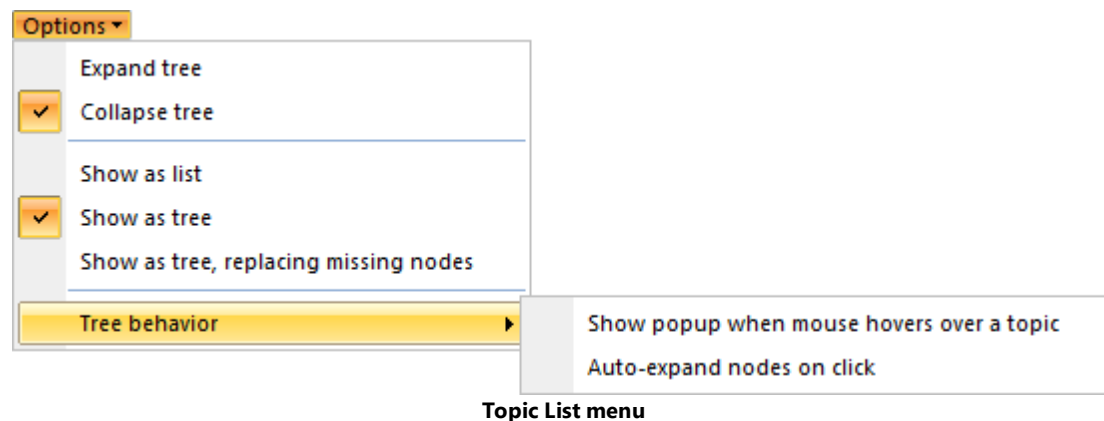 Options
Expand tree
Collapse tree
Show as list
Show as tree
Show as tree, replacing missing nodes
Tree behavior
Show popup when mouse hovers over a topic
Auto-expand nodes on click
Topic List menu